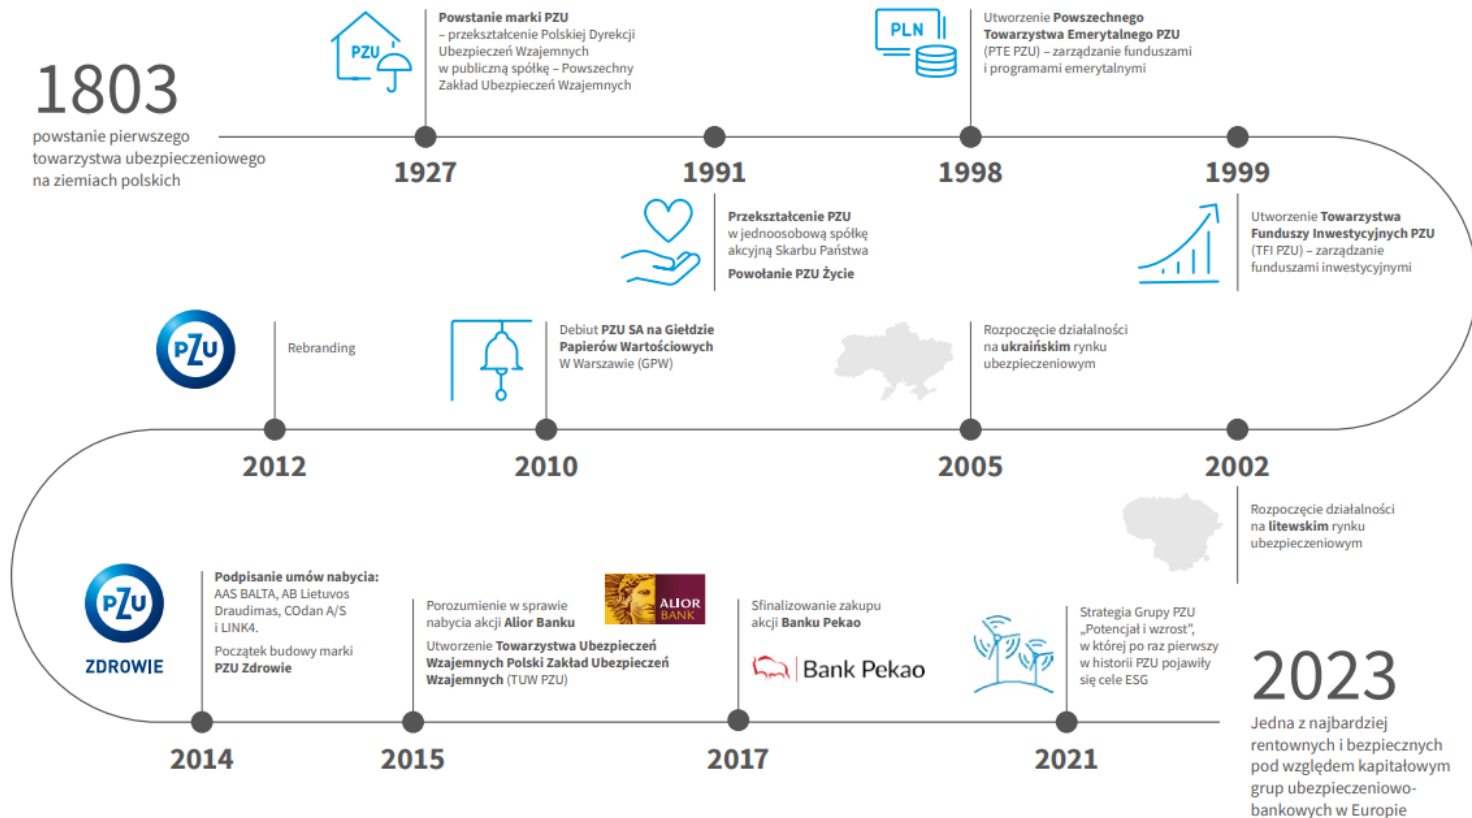 1803
powstanie pierwszego
towarzystwa ubezpieczeniowego
na ziemiach polskich
PZU
Powstanie marki PZU
– przekształcenie Polskiej Dyrekcji
Ubezpieczeń Wzajemnych
w publiczną spółkę – Powszechny
Zakład Ubezpieczeń Wzajemnych
1927
1991
Przekształcenie PZU
w jednoosobową spółkę
akcyjną Skarbu Państwa
Powołanie PZU Życie
PLN
Utworzenie Powszechnego
Towarzystwa Emerytalnego PZU
(PTE PZU) – zarządzanie funduszami
i programami emerytalnymi
1998
1999
Utworzenie Towarzystwa
Funduszy Inwestycyjnych PZU
(TFI PZU) – zarządzanie
funduszami inwestycyjnymi
2002
Rozpoczęcie działalności
na litewskim rynku
ubezpieczeniowym
Rozpoczęcie działalności
na ukraińskim rynku
ubezpieczeniowym
2005
Debiut PZU SA na Giełdzie
Papierów Wartościowych
W Warszawie (GPW)
2010
PZU
Rebranding
2012
PZU
ZDROWIE
Podpisanie umów nabycia:
AAS BALTA, AB Lietuvos
Draudimas, COdan A/S
i LINK4.
Początek budowy marki
PZU Zdrowie
2014
Porozumienie w sprawie
nabycia akcji Alior Banku
Utworzenie Towarzystwa Ubezpieczeń
Wzajemnych Polski Zakład Ubezpieczeń
Wzajemnych (TUW PZU)
ALIOR
BANK
2015
Sfinalizowanie zakupu
akcji Banku Pekao
Bank Pekao
2017
Strategia Grupy PZU
„Potencjał i wzrost",
w której po raz pierwszy
w historii PZU pojawiły
się cele ESG
2021
2023
Jedna z najbardziej
rentownych i bezpiecznych
pod względem kapitałowym
grup ubezpieczeniowo-
bankowych w Europie